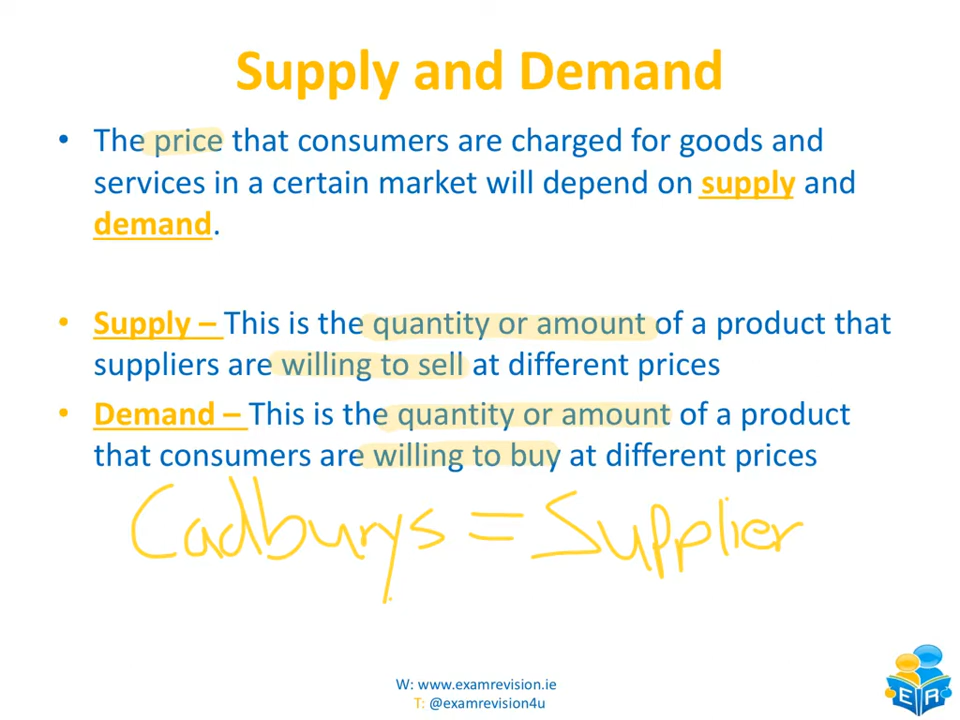 Supply and Demand
• The price that consumers are charged for goods and
services in a certain market will depend on supply and
demand.
• Supply – This is the quantity or amount of a product that
suppliers are willing to sell at different prices
• Demand – This is the quantity or amount of a product
that consumers are willing to buy at different prices
Cadburys = Supplier
W: www.examrevision.ie
T: @examrevision4u
E R